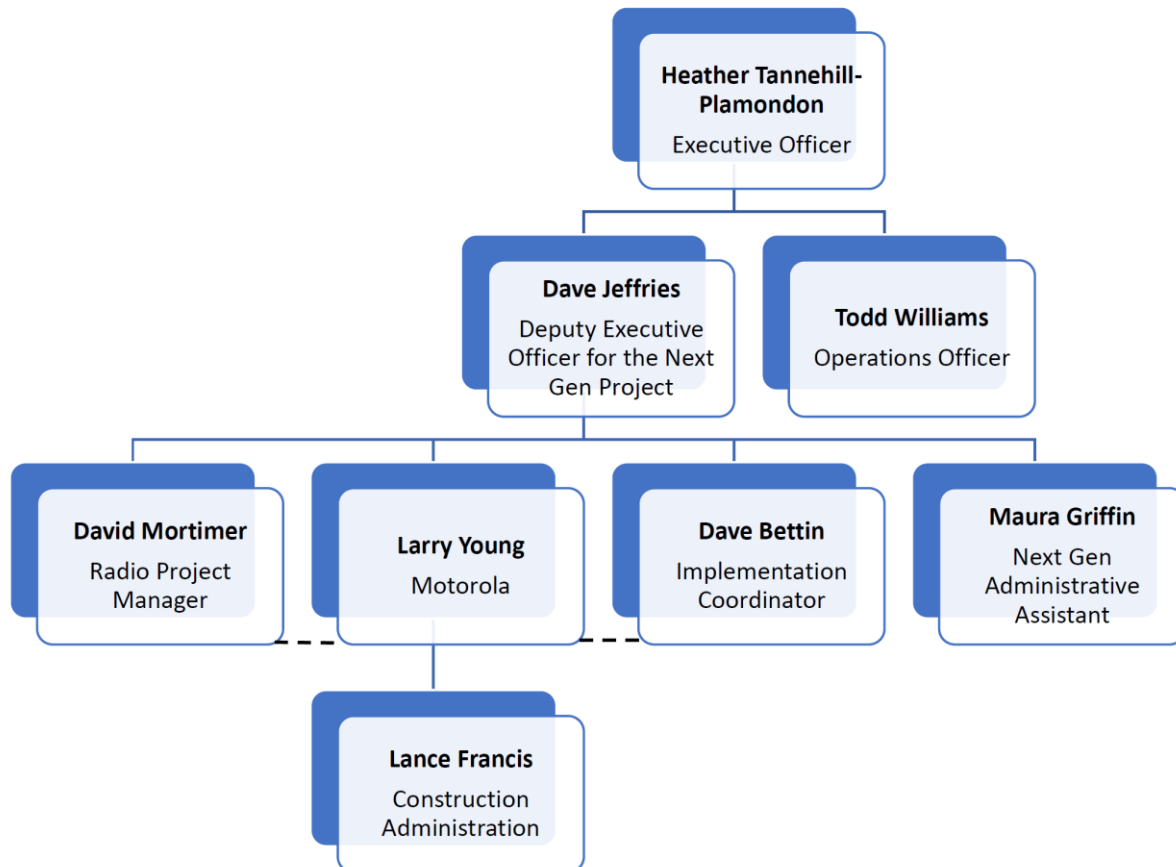 Heather Tannehill-
Plamondon
Executive Officer
Dave Jeffries
Deputy Executive
Officer for the Next
Gen Project
Todd Williams
Operations Officer
David Mortimer
Radio Project
Manager
Larry Young
Motorola
Dave Bettin
Implementation
Coordinator
Maura Griffin
Next Gen
Administrative
Assistant
Lance Francis
Construction
Administration